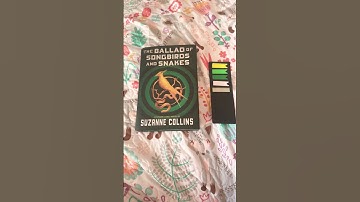 THE BALLAD OF
SONGBIRDS
AND SNAKES
SUZANNE COLLINS